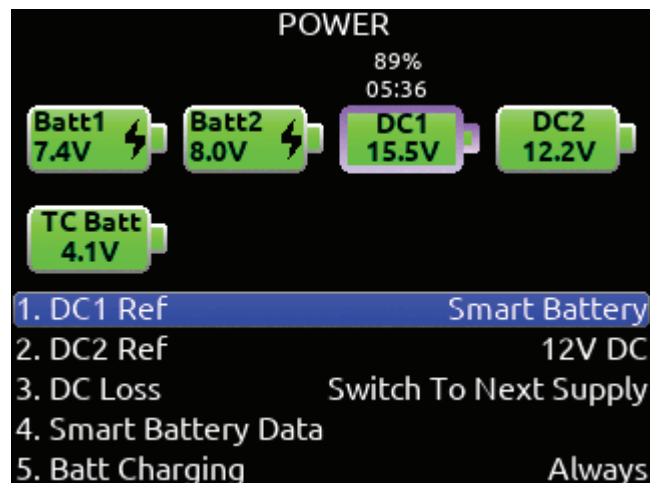 POWER
89%
05:36
Batt1 Batt2 DC1 DC2
7.4V 8.0V 15.5V 12.2V
TC Batt
4.1V
1. DC1 Ref Smart Battery
2. DC2 Ref 12V DC
3. DC Loss Switch To Next Supply
4. Smart Battery Data
5. Batt Charging Always